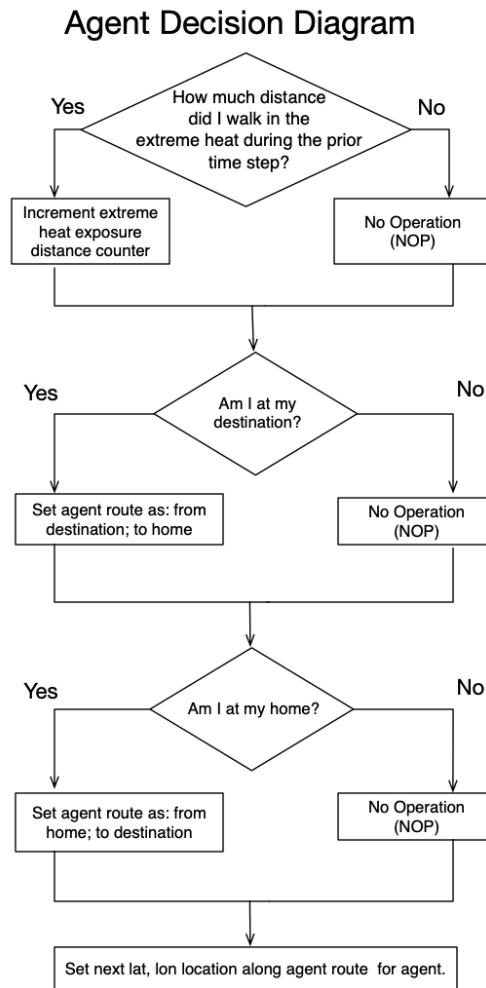 Agent Decision Diagram
Yes
How much distance
did I walk in the
extreme heat during the prior
time step?
No
Increment extreme
heat exposure
distance counter
No Operation
(NOP)
Yes
Am I at my
destination?
No
Set agent route as: from
destination; to home
No Operation
(NOP)
Yes
Am I at my home?
No
Set agent route as: from
home; to destination
No Operation
(NOP)
Set next lat, lon location along agent route for agent.